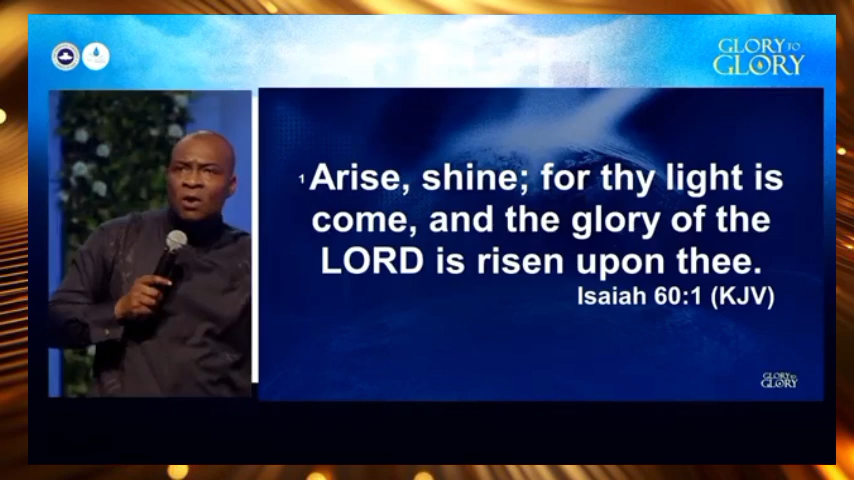 GLORY TO
GLORY
1 Arise, shine; for thy light is
come, and the glory of the
LORD is risen upon thee.
Isaiah 60:1 (KJV)
GLORY to
GLORY